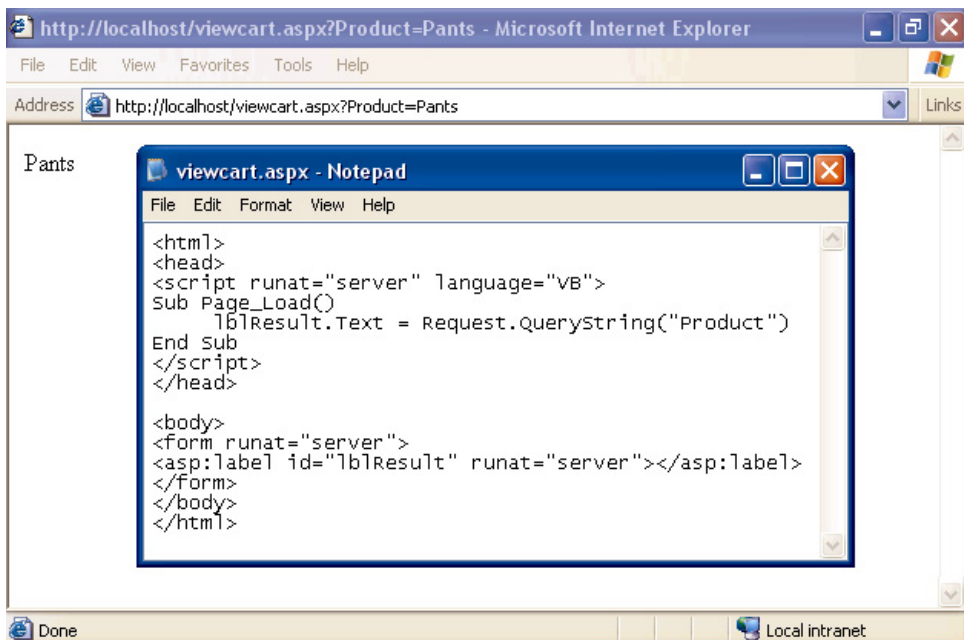 http://localhost/viewcart.aspx?Product=Pants - Microsoft Internet Explorer
File Edit View Favorites Tools Help
Address http://localhost/viewcart.aspx?Product=Pants Links
Pants
viewcart.aspx - Notepad
File Edit Format View Help
<html>
<head>
<script runat="server" language="VB">
Sub Page_Load()
     lblResult.Text = Request.QueryString("Product")
End Sub
</script>
</head>

<body>
<form runat="server">
<asp:label id="lblResult" runat="server"></asp:label>
</form>
</body>
</html>
Done Local intranet